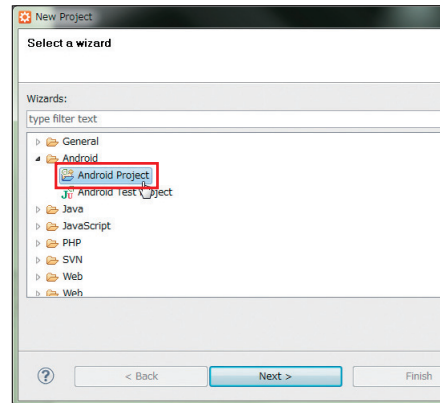 New Project
Select a wizard
Wizards:
type filter text
General
Android
Android Project
Android Test Project
Java
JavaScript
PHP
SVN
Web
Web
?
< Back
Next >
Finish